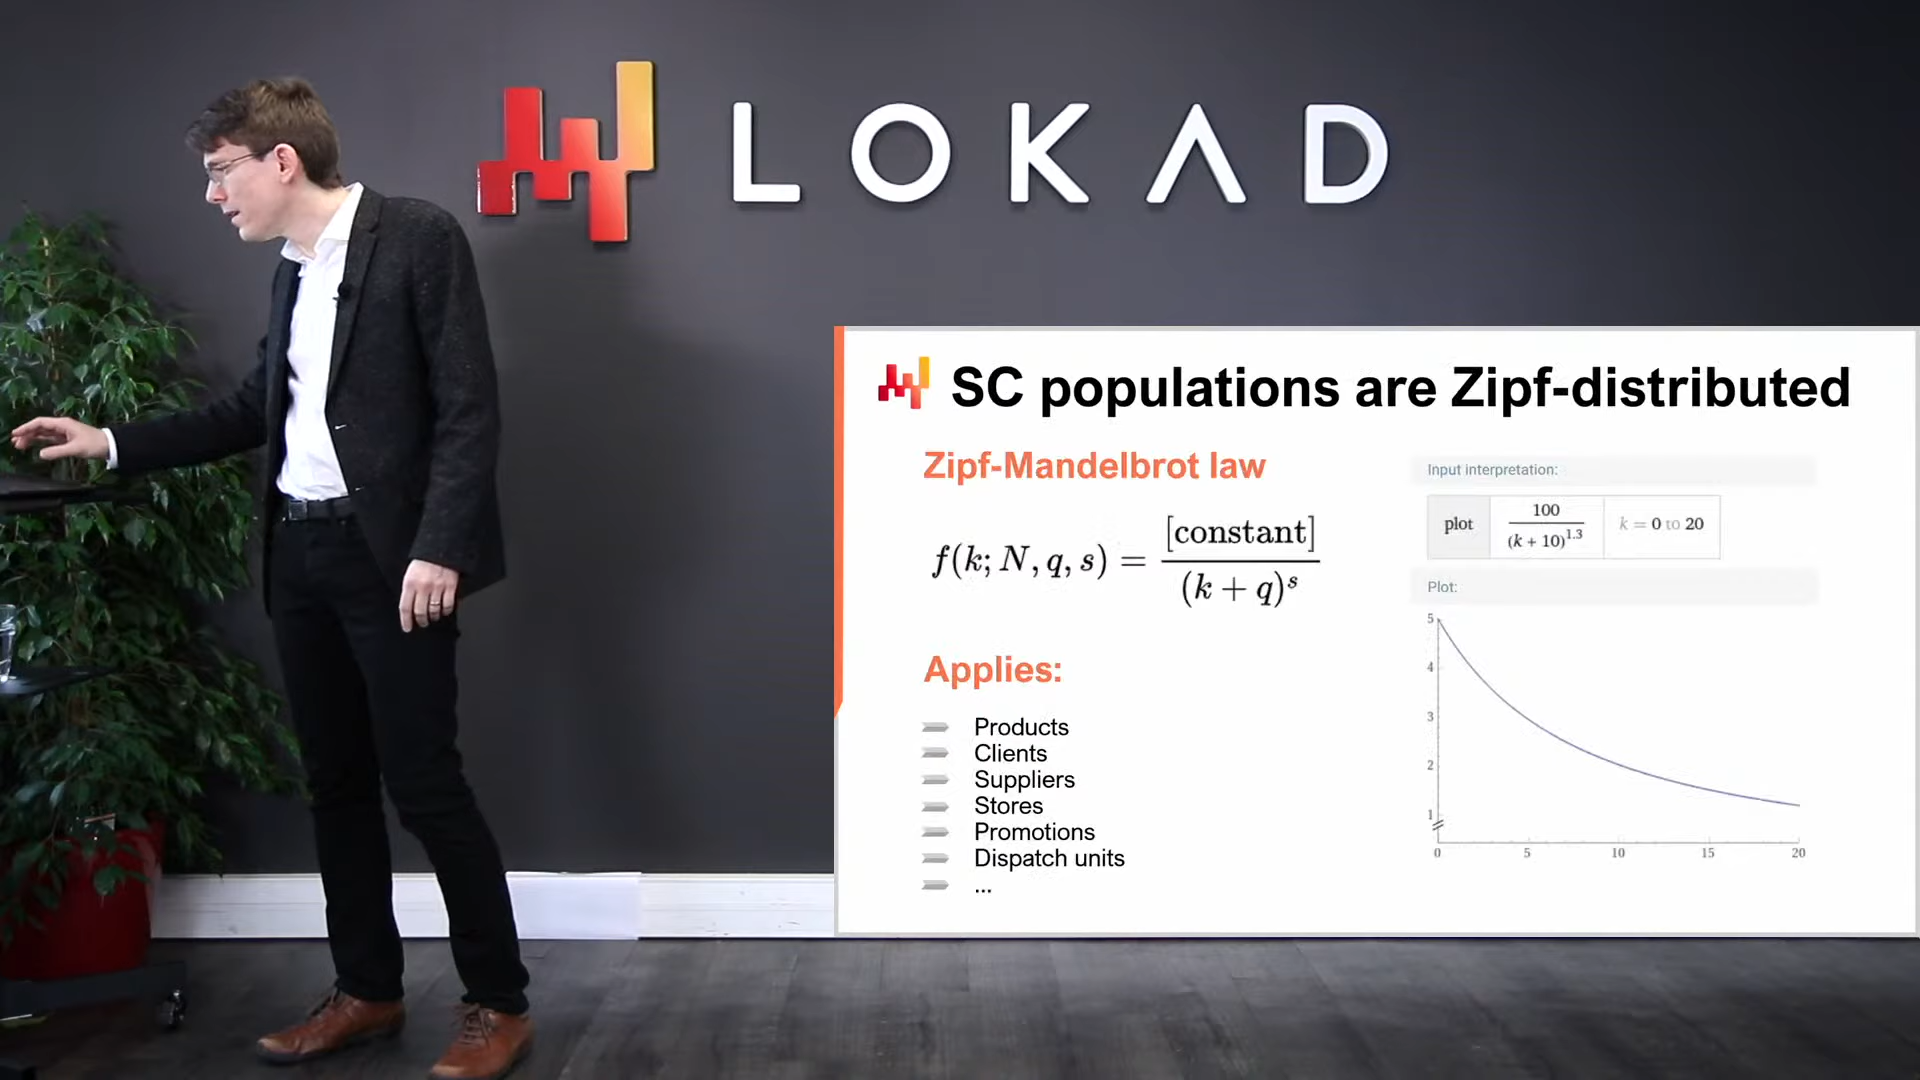 LOKAD
SC populations are Zipf-distributed
Zipf-Mandelbrot law
f(k; N, q, s) = [constant] / (k + q)^s
Applies:
Products
Clients
Suppliers
Stores
Promotions
Dispatch units
...
Input interpretation:
plot 100 / (k + 10)^1.3 k = 0 to 20
Plot:
5
4
3
2
1
0 5 10 15 20